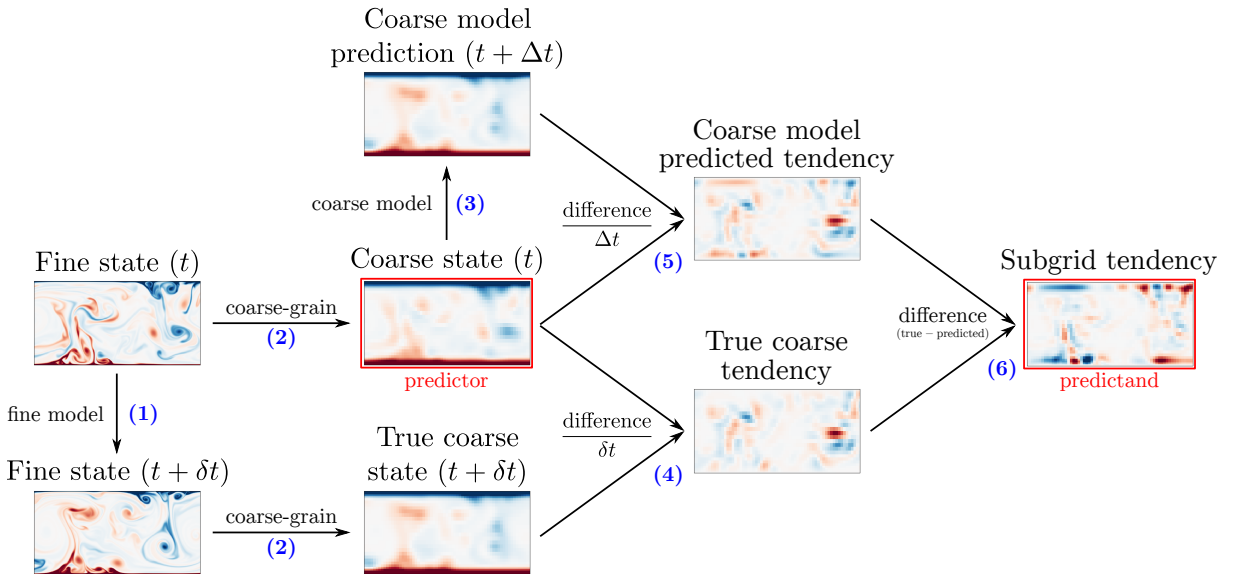 Coarse model
prediction (t + Δt)
Coarse model
predicted tendency
coarse model
(3)
difference
Δt
(5)
Fine state (t)
Coarse state (t)
Subgrid tendency
coarse-grain
(2)
predictor
difference
(true − predicted)
(6)
predictand
True coarse
tendency
fine model
(1)
difference
δt
(4)
True coarse
state (t + δt)
Fine state (t + δt)
coarse-grain
(2)